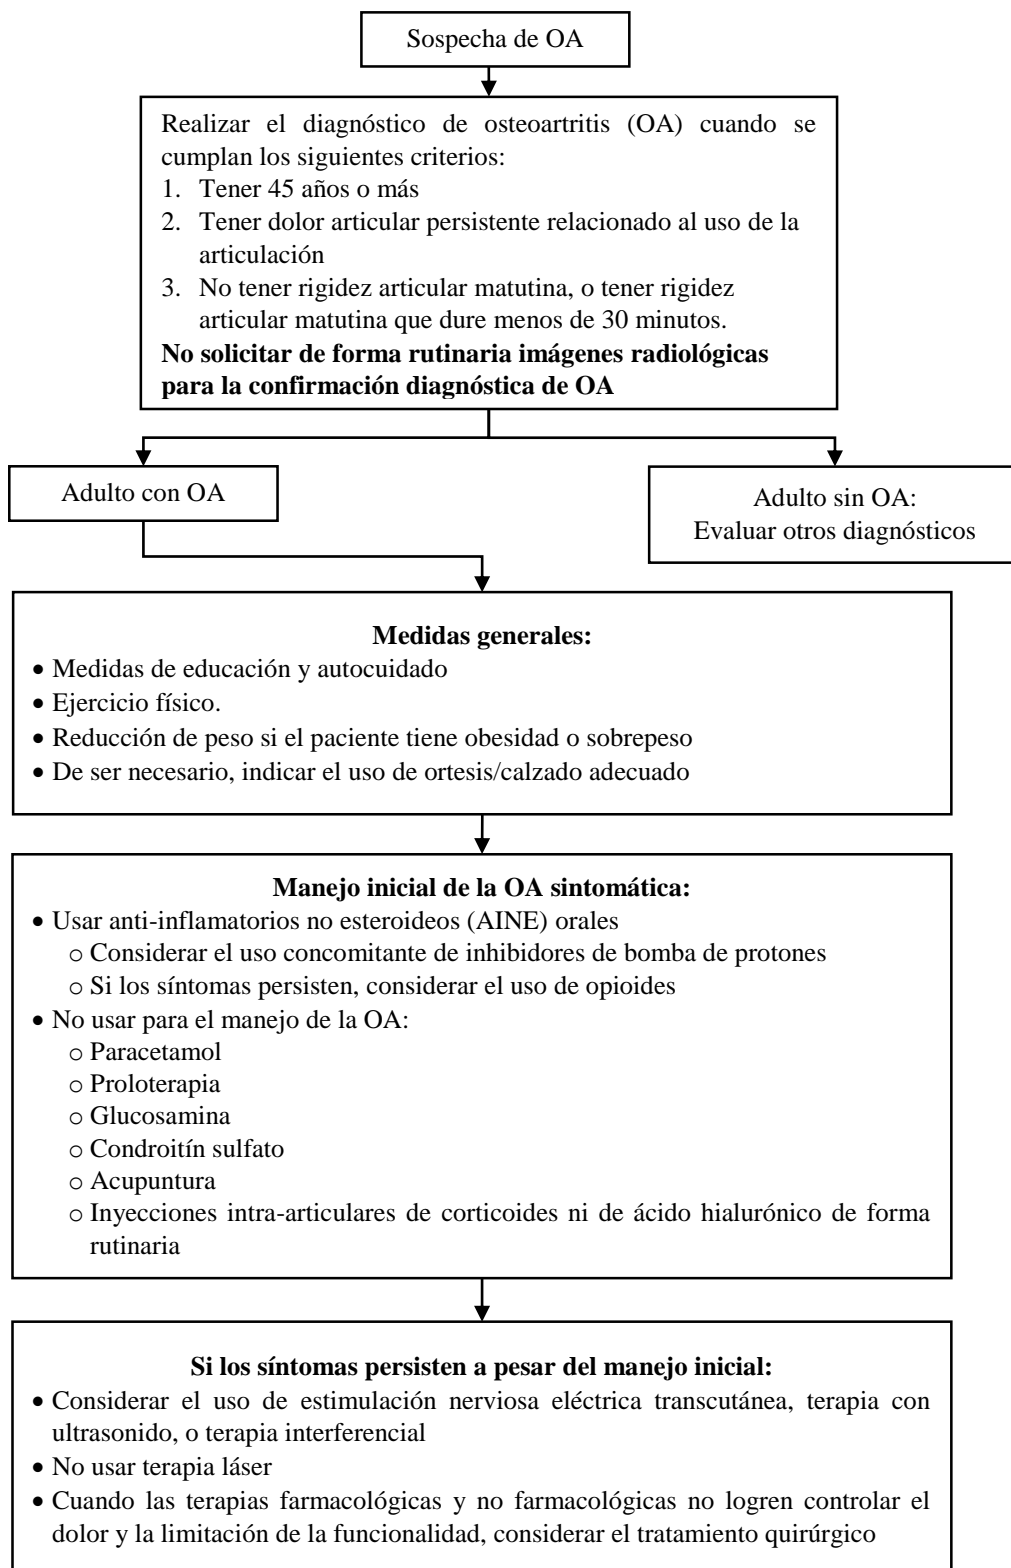 Sospecha de OA
Realizar el diagnóstico de osteoartritis (OA) cuando se
cumplan los siguientes criterios:
1. Tener 45 años o más
2. Tener dolor articular persistente relacionado al uso de la
articulación
3. No tener rigidez articular matutina, o tener rigidez
articular matutina que dure menos de 30 minutos.
No solicitar de forma rutinaria imágenes radiológicas
para la confirmación diagnóstica de OA
Adulto con OA
Adulto sin OA:
Evaluar otros diagnósticos
Medidas generales:
• Medidas de educación y autocuidado
• Ejercicio físico.
• Reducción de peso si el paciente tiene obesidad o sobrepeso
• De ser necesario, indicar el uso de ortesis/calzado adecuado
Manejo inicial de la OA sintomática:
• Usar anti-inflamatorios no esteroideos (AINE) orales
o Considerar el uso concomitante de inhibidores de bomba de protones
o Si los síntomas persisten, considerar el uso de opioides
• No usar para el manejo de la OA:
o Paracetamol
o Proloterapia
o Glucosamina
o Condroitín sulfato
o Acupuntura
o Inyecciones intra-articulares de corticoides ni de ácido hialurónico de forma
rutinaria
Si los síntomas persisten a pesar del manejo inicial:
• Considerar el uso de estimulación nerviosa eléctrica transcutánea, terapia con
ultrasonido, o terapia interferencial
• No usar terapia láser
• Cuando las terapias farmacológicas y no farmacológicas no logren controlar el
dolor y la limitación de la funcionalidad, considerar el tratamiento quirúrgico